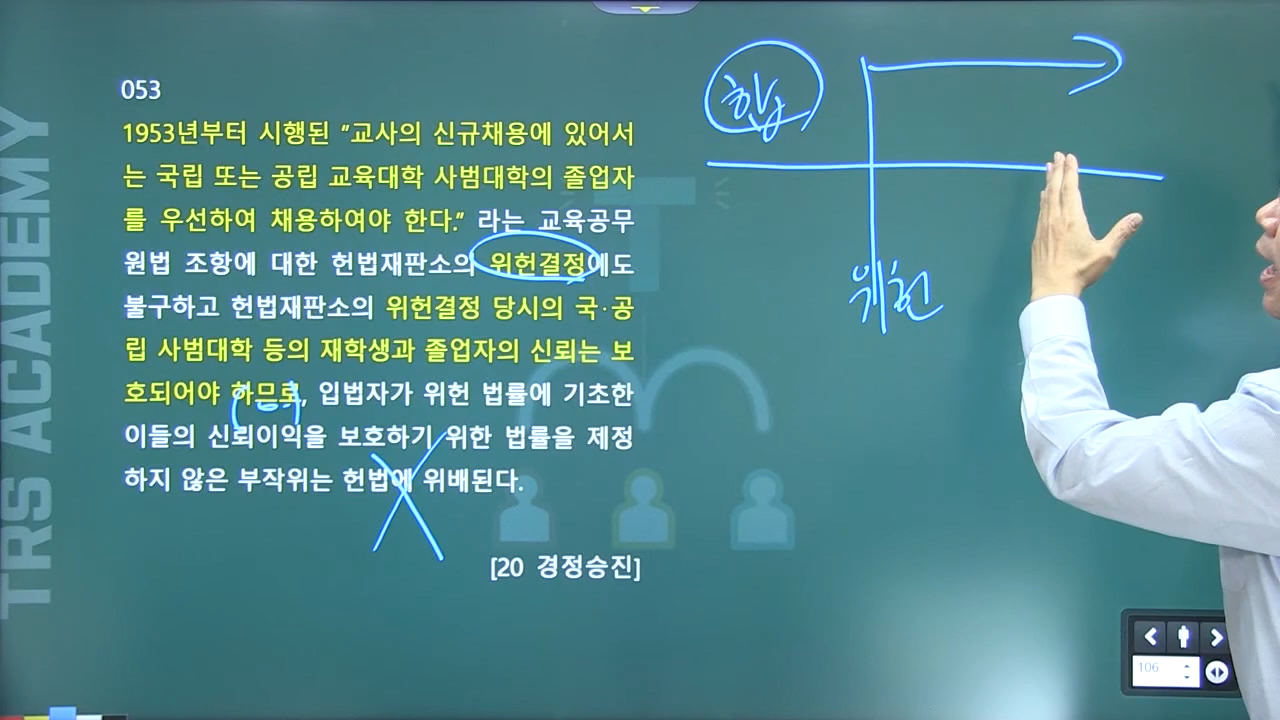 053
1953년부터 시행된 "교사의 신규채용에 있어서
는 국립 또는 공립 교육대학 사범대학의 졸업자
를 우선하여 채용하여야 한다." 라는 교육공무
원법 조항에 대한 헌법재판소의 위헌결정에도
불구하고 헌법재판소의 위헌결정 당시의 국·공
립 사범대학 등의 재학생과 졸업자의 신뢰는 보
호되어야 하므로, 입법자가 위헌 법률에 기초한
이들의 신뢰이익을 보호하기 위한 법률을 제정
하지 않은 부작위는 헌법에 위배된다.
[20 경정승진]
합
위헌
TRS ACADEMY
106